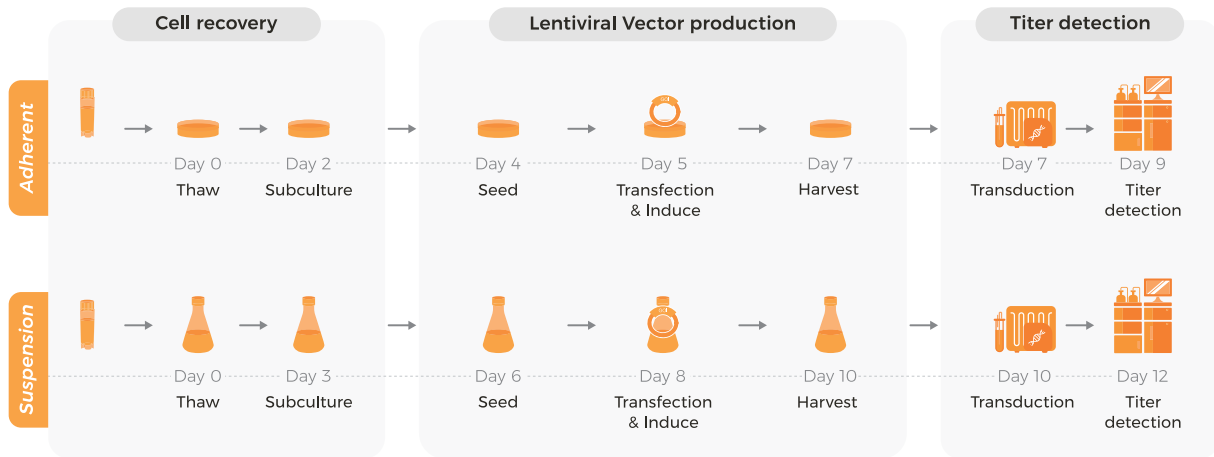 Cell recovery
Lentiviral Vector production
Titer detection
Adherent
Day 0
Day 2
Day 4
Day 5
Day 7
Day 7
Day 9
Thaw
Subculture
Seed
Transfection
& Induce
Harvest
Transduction
Titer
detection
Suspension
Day 0
Day 3
Day 6
Day 8
Day 10
Day 10
Day 12
Thaw
Subculture
Seed
Transfection
& Induce
Harvest
Transduction
Titer
detection